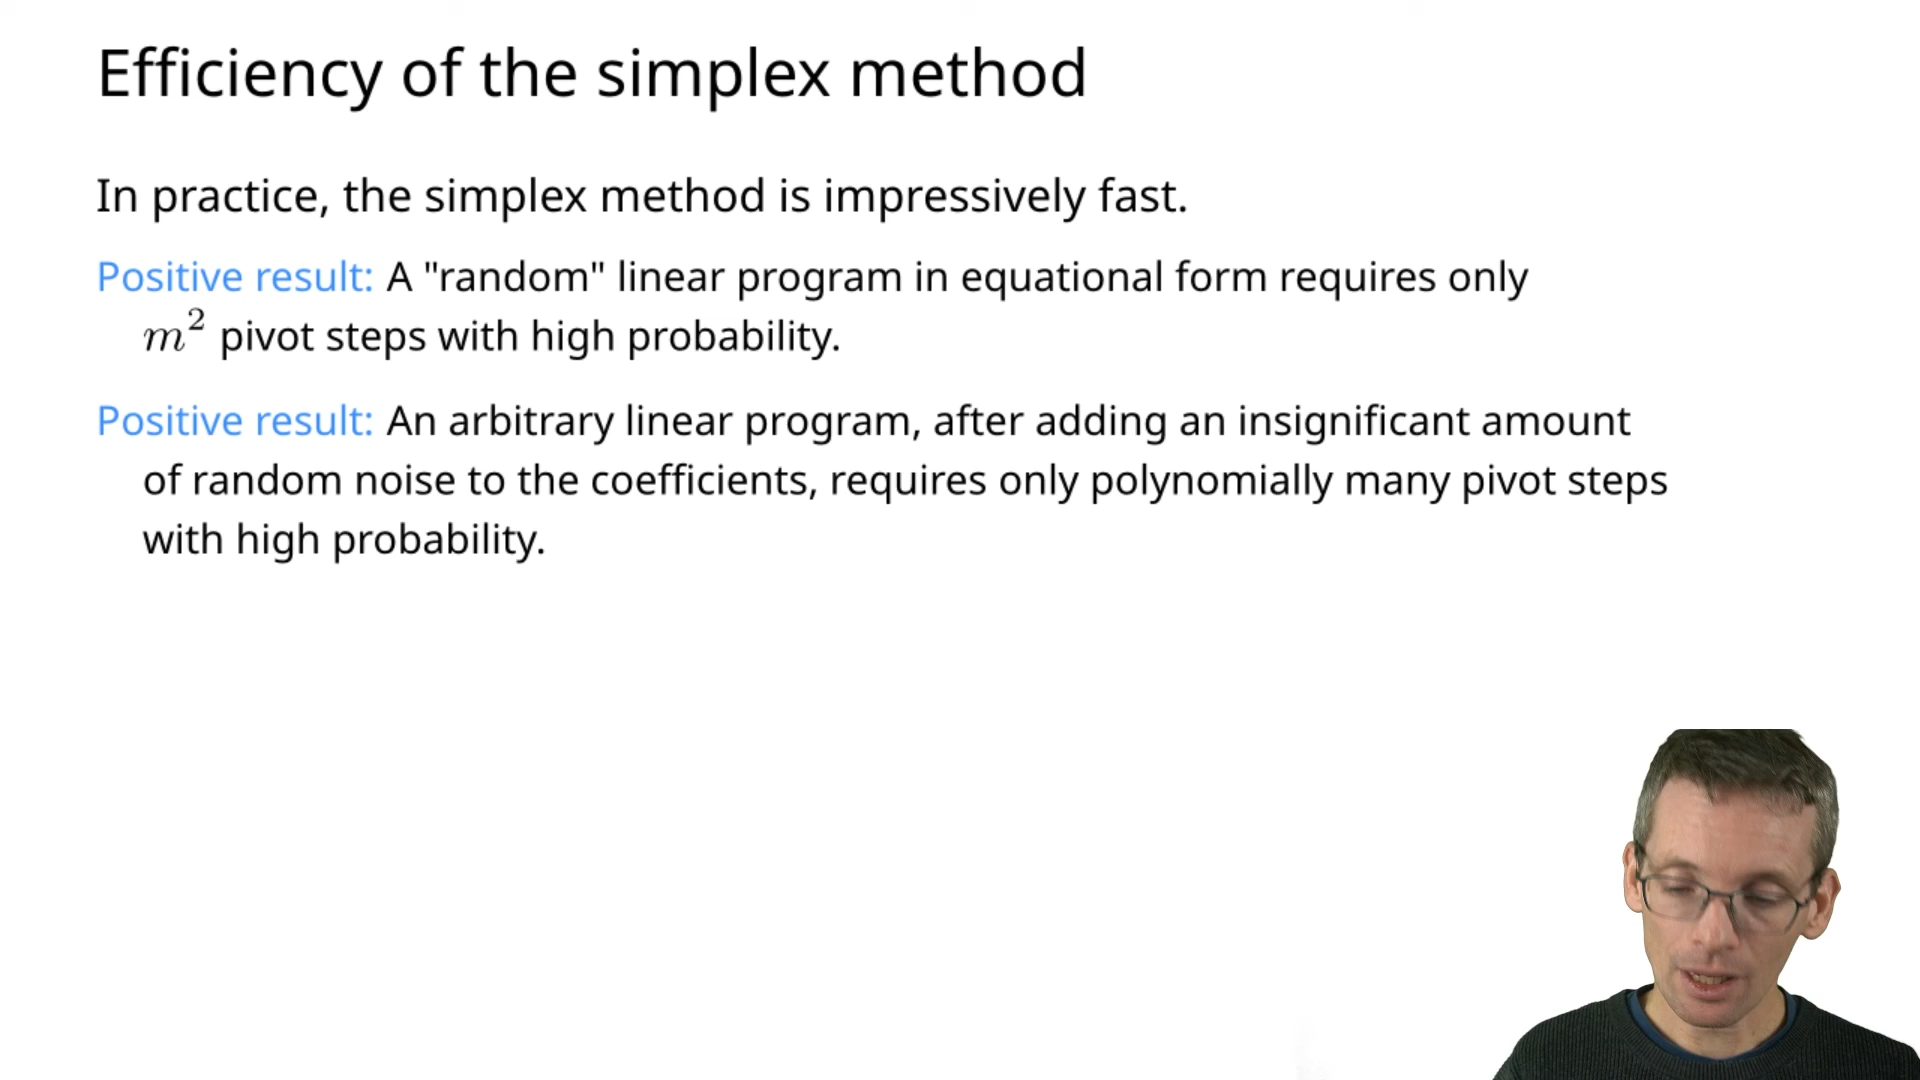 Efficiency of the simplex method
In practice, the simplex method is impressively fast.
Positive result: A "random" linear program in equational form requires only
m² pivot steps with high probability.
Positive result: An arbitrary linear program, after adding an insignificant amount
of random noise to the coefficients, requires only polynomially many pivot steps
with high probability.